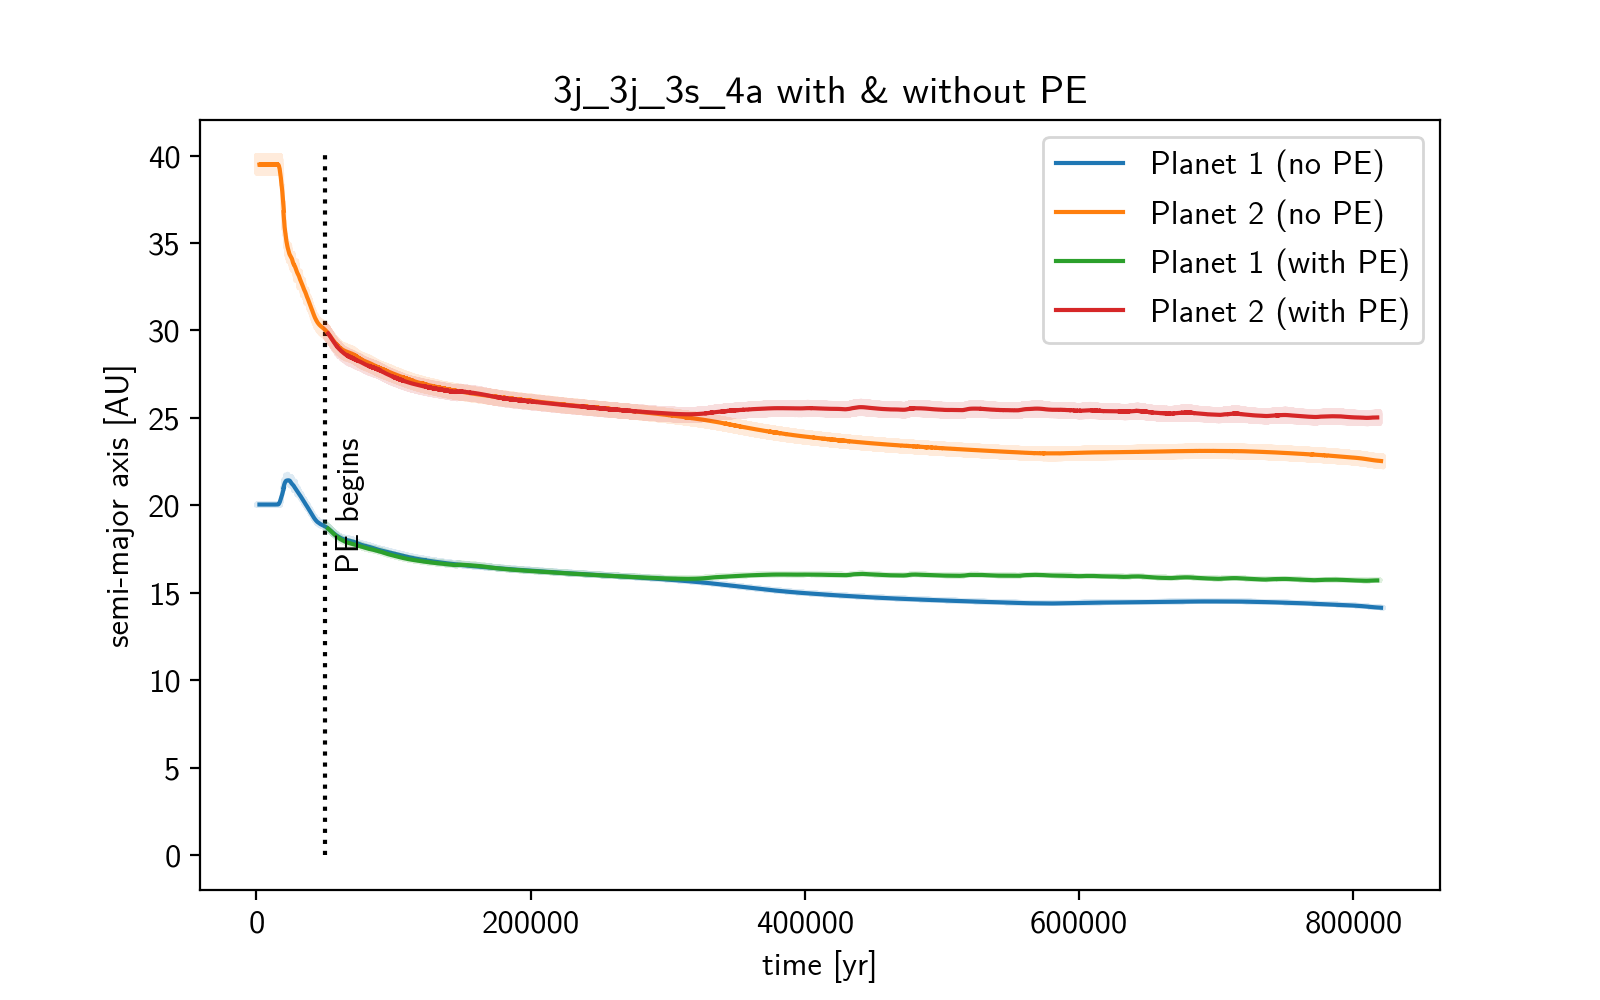 3j_3j_3s_4a with & without PE
Planet 1 (no PE)
Planet 2 (no PE)
Planet 1 (with PE)
Planet 2 (with PE)
semi-major axis [AU]
40
35
30
25
20
15
10
5
0
PE begins
0
200000
400000
600000
800000
time [yr]